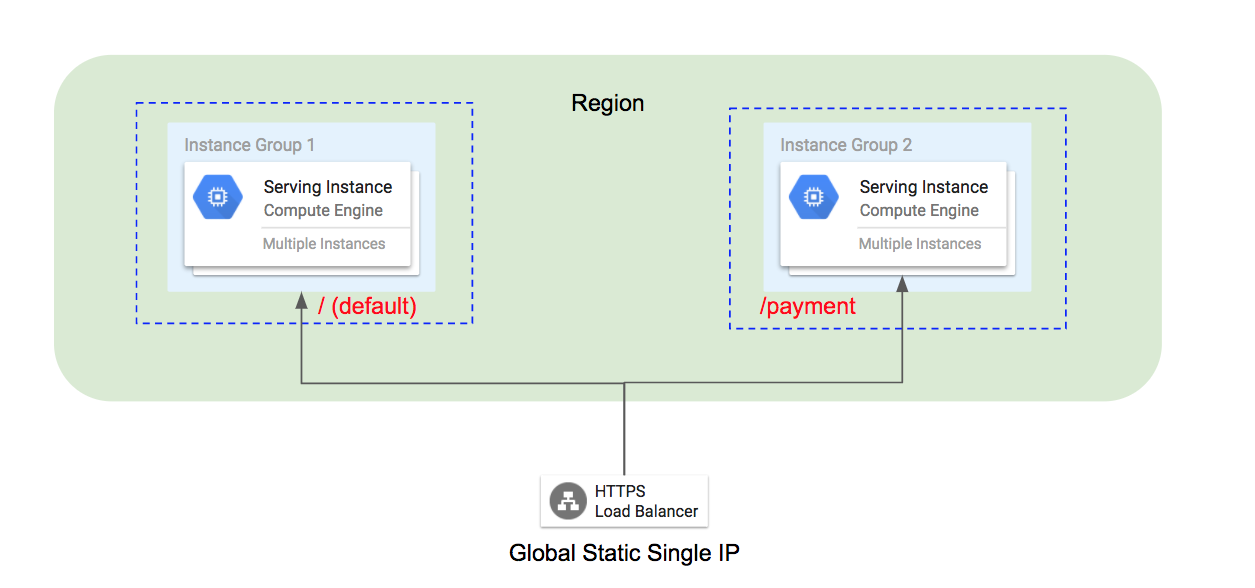 Region
Instance Group 1
Serving Instance
Compute Engine
Multiple Instances
/ (default)
Instance Group 2
Serving Instance
Compute Engine
Multiple Instances
/payment
HTTPS
Load Balancer
Global Static Single IP